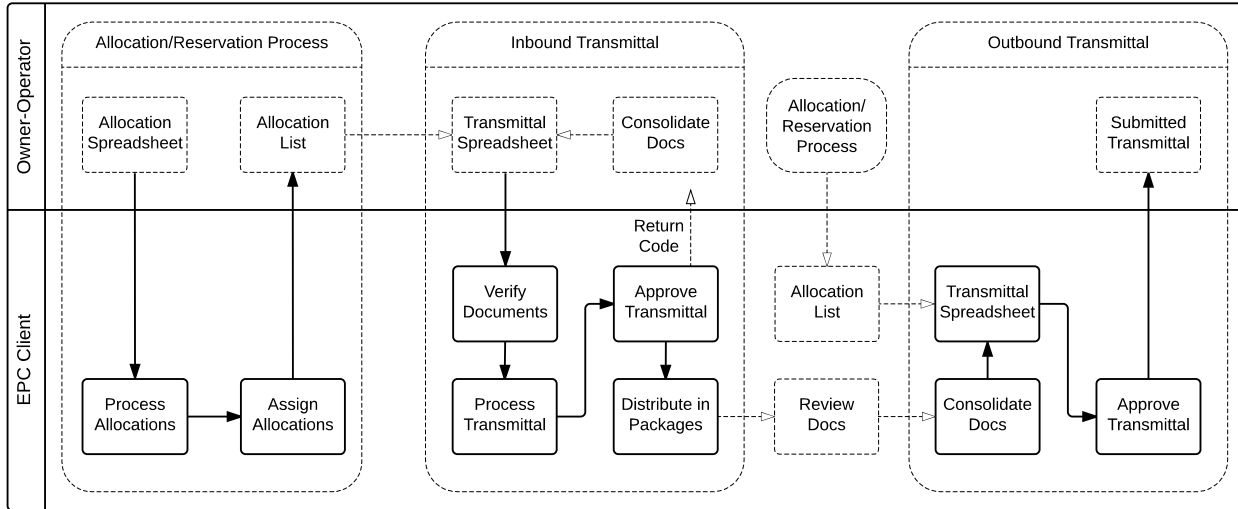 Owner-Operator
EPC Client
Allocation/Reservation Process
Allocation
Spreadsheet
Allocation
List
Process
Allocations
Assign
Allocations
Inbound Transmittal
Transmittal
Spreadsheet
Consolidate
Docs
Return
Code
Verify
Documents
Approve
Transmittal
Process
Transmittal
Distribute in
Packages
Allocation/
Reservation
Process
Allocation
List
Review
Docs
Outbound Transmittal
Submitted
Transmittal
Transmittal
Spreadsheet
Consolidate
Docs
Approve
Transmittal